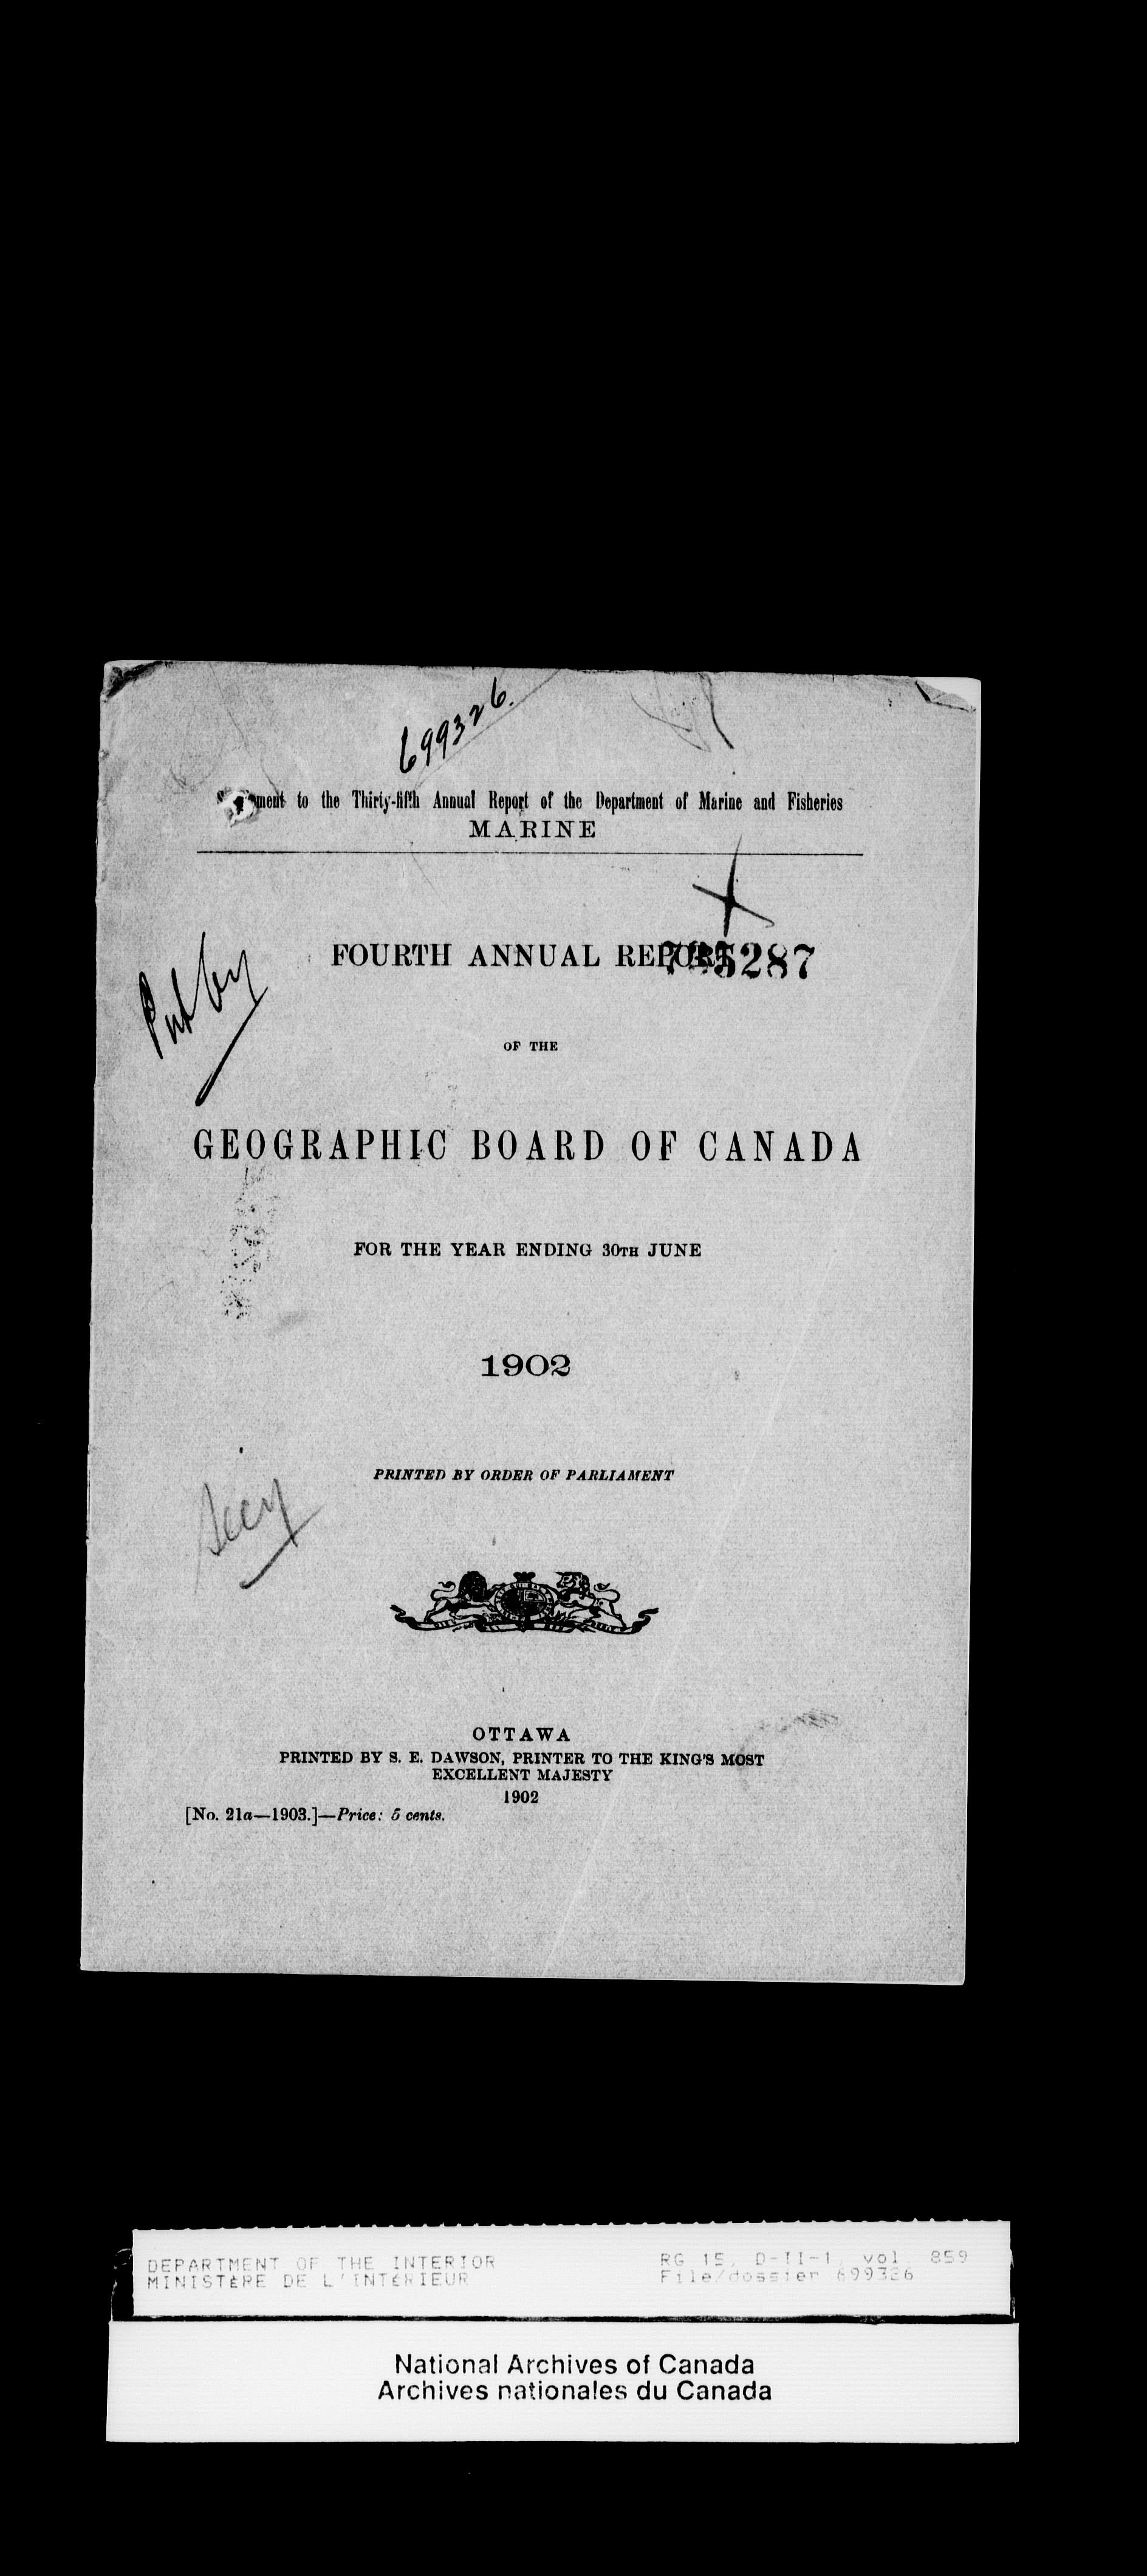 699326.
to the Thirty-fifth Annual Report of the Department of Marine and Fisheries
MARINE
FOURTH ANNUAL REPORT
5287
Put by
OF THE
GEOGRAPHIC BOARD OF CANADA
FOR THE YEAR ENDING 30TH JUNE
1902
PRINTED BY ORDER OF PARLIAMENT
OTTAWA
PRINTED BY S. E. DAWSON, PRINTER TO THE KING'S MOST
EXCELLENT MAJESTY
1902
[No. 21a—1903.]—Price: 5 cents.
DEPARTMENT OF THE INTERIOR RG 15, D-II-1, vol. 859
MINISTÈRE DE L'INTÉRIEUR File/dossier 699326
National Archives of Canada
Archives nationales du Canada